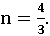 n = 4/3.